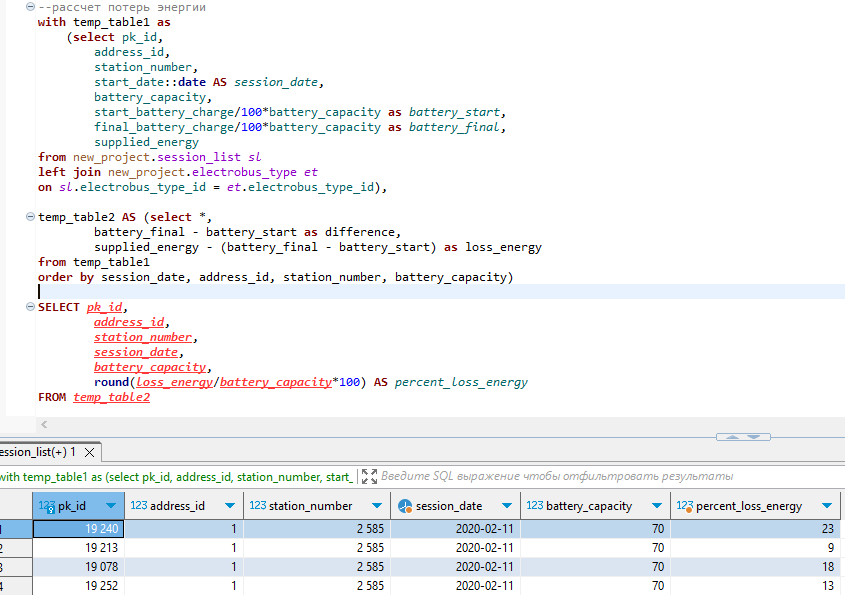 --рассчет потерь энергии
with temp_table1 as
(select pk_id,
address_id,
station_number,
start_date::date AS session_date,
battery_capacity,
start_battery_charge/100*battery_capacity as battery_start,
final_battery_charge/100*battery_capacity as battery_final,
supplied_energy
from new_project.session_list sl
left join new_project.electrobus_type et
on sl.electrobus_type_id = et.electrobus_type_id),
temp_table2 AS (select *,
battery_final - battery_start as difference,
supplied_energy - (battery_final - battery_start) as loss_energy
from temp_table1
order by session_date, address_id, station_number, battery_capacity)
SELECT pk_id,
address_id,
station_number,
session_date,
battery_capacity,
round(loss_energy/battery_capacity*100) AS percent_loss_energy
FROM temp_table2
ession_list(+) 1
with temp_table1 as (select pk_id, address_id, station_number, start_ Введите SQL выражение чтобы отфильтровать результаты
123 pk_id 123 address_id 123 station_number session_date 123 battery_capacity 123 percent_loss_energy
1 19 240 1 2 585 2020-02-11 70 23
2 19 213 1 2 585 2020-02-11 70 9
3 19 078 1 2 585 2020-02-11 70 18
4 19 252 1 2 585 2020-02-11 70 13